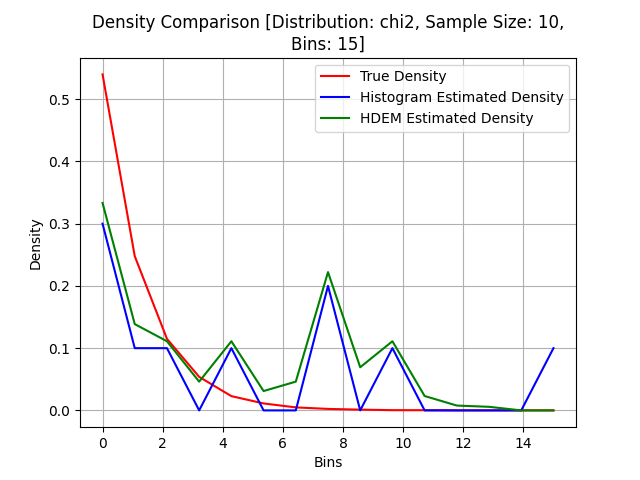 Density Comparison [Distribution: chi2, Sample Size: 10,
Bins: 15]
True Density
Histogram Estimated Density
HDEM Estimated Density
Density
0.5
0.4
0.3
0.2
0.1
0.0
0 2 4 6 8 10 12 14
Bins